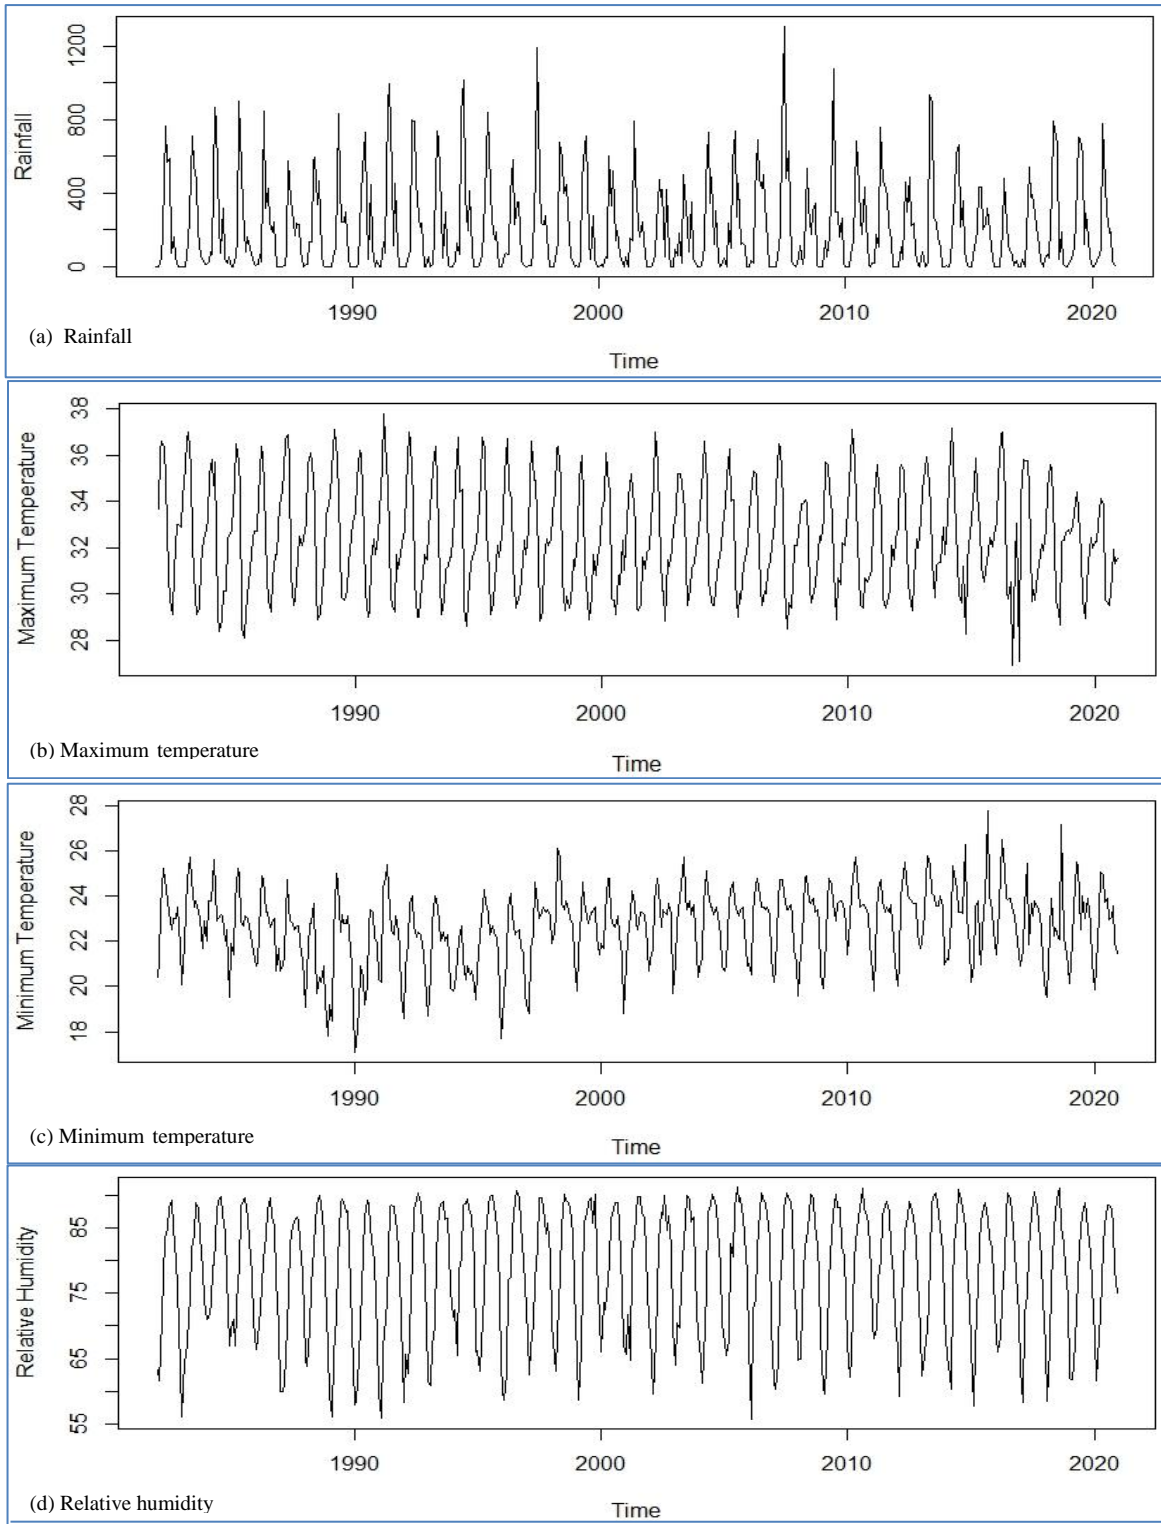 Rainfall
1200
800
400
0
1990 2000 2010 2020
(a) Rainfall
Time
Maximum Temperature
38
36
34
32
30
28
1990 2000 2010 2020
(b) Maximum temperature
Time
Minimum Temperature
28
26
24
22
20
18
1990 2000 2010 2020
(c) Minimum temperature
Time
Relative Humidity
85
75
65
55
1990 2000 2010 2020
(d) Relative humidity
Time